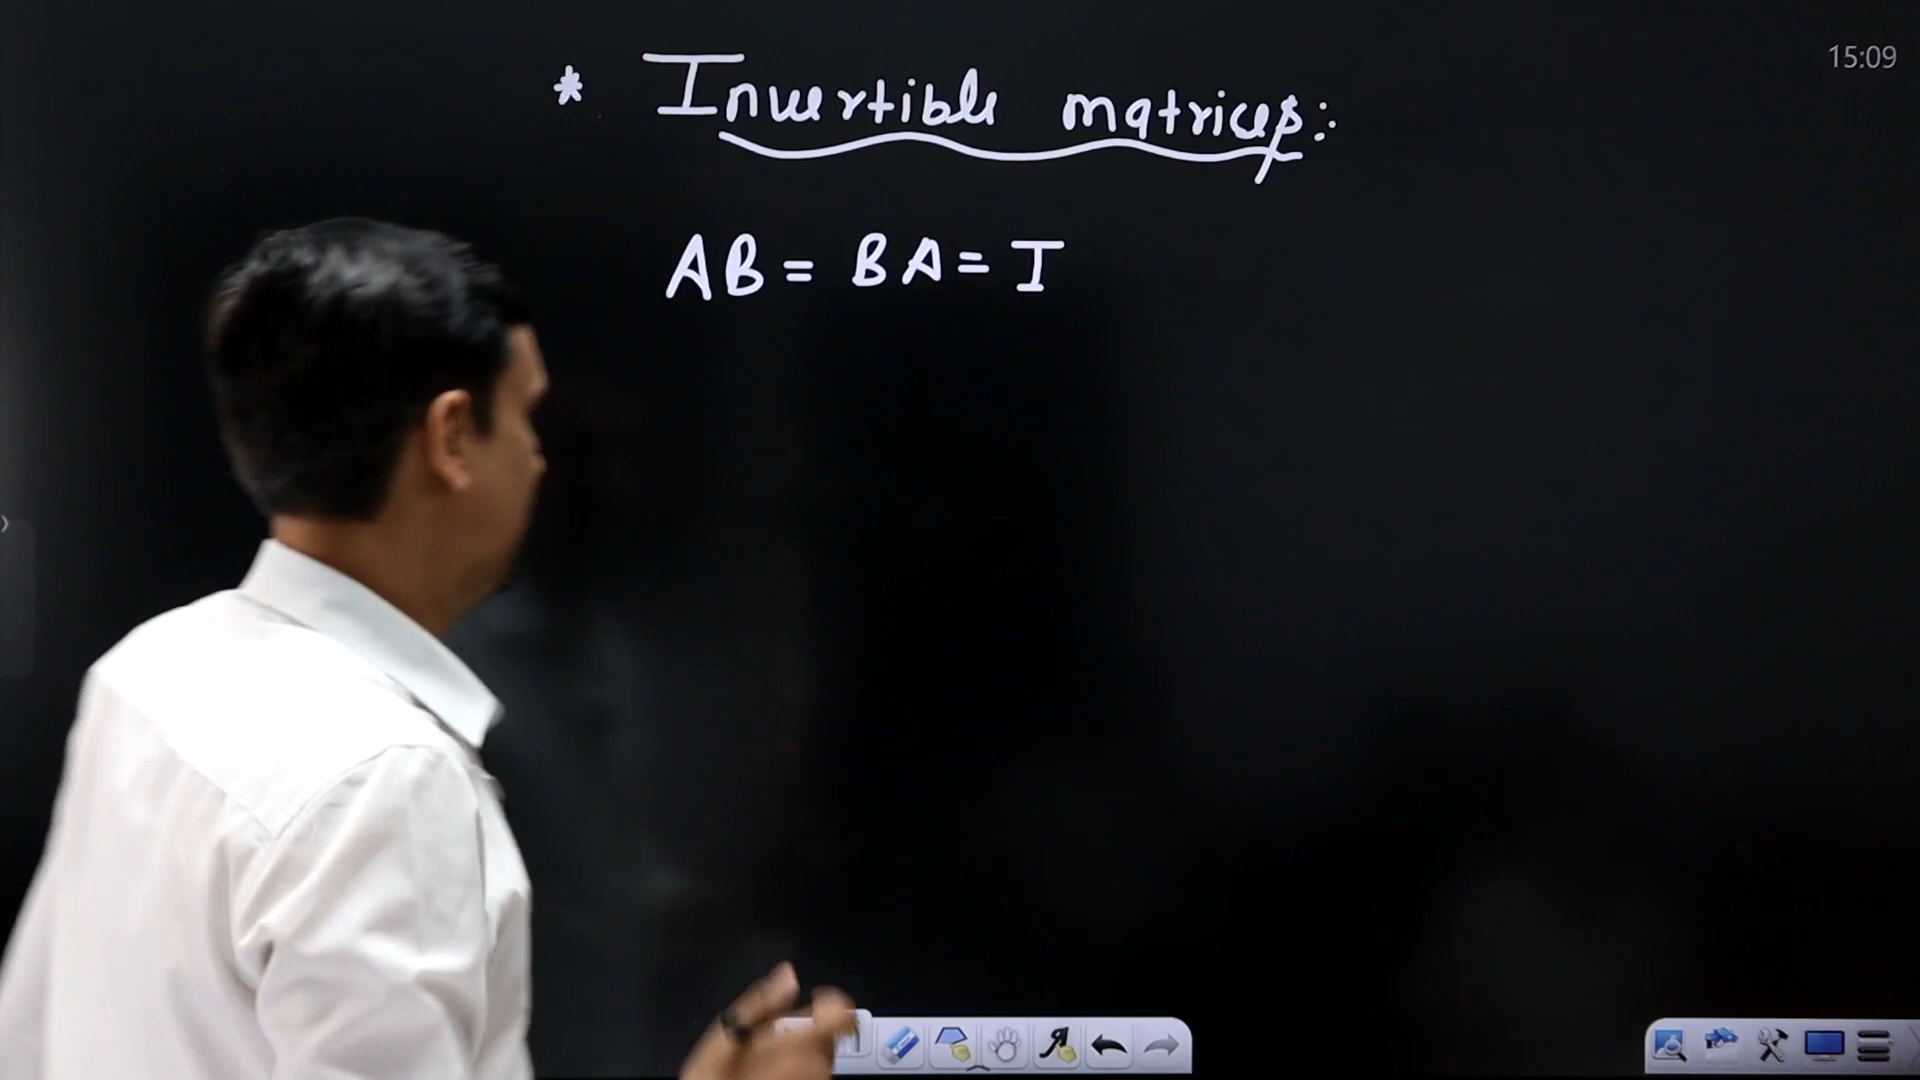 15:09
* Invertible matrices:
AB = BA = I